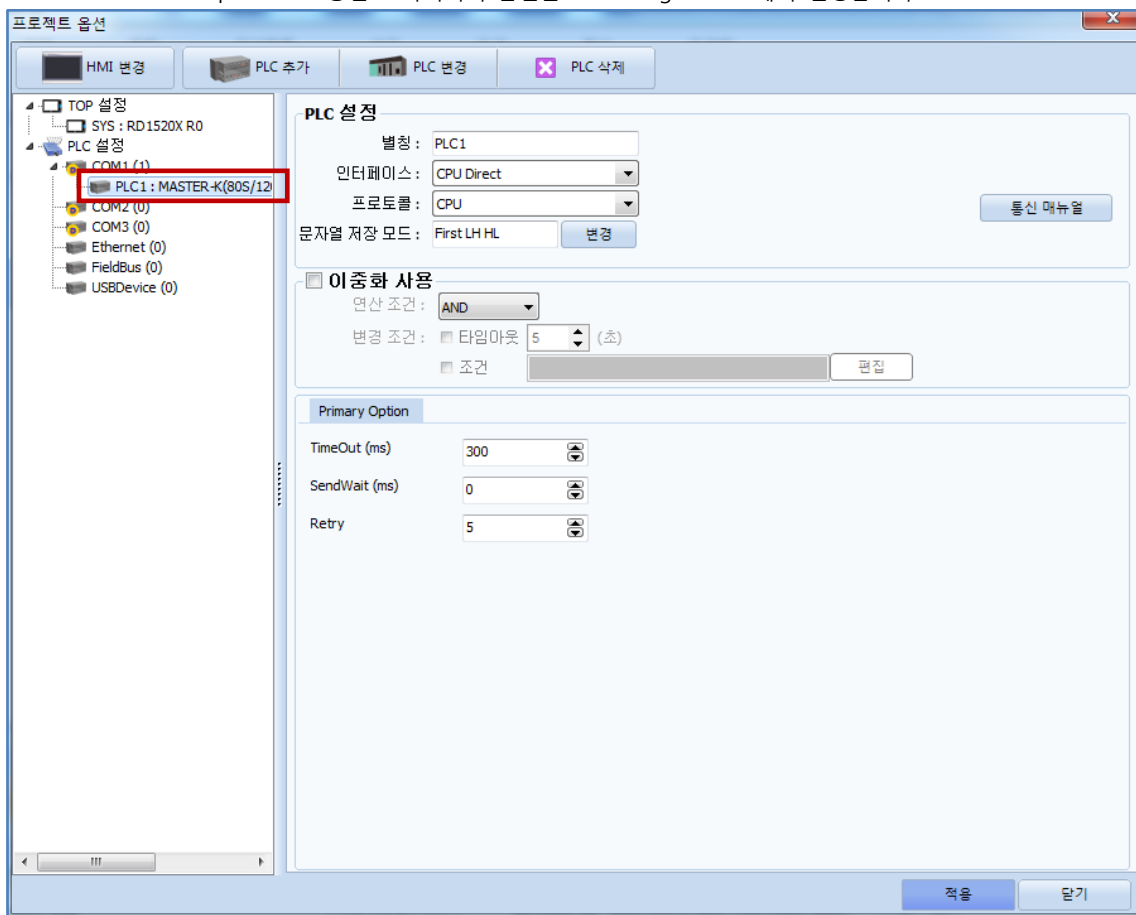 프로젝트 옵션
HMI 변경 PLC 추가 PLC 변경 PLC 삭제
TOP 설정
SYS : RD1520X R0
PLC 설정
COM1 (1)
PLC1 : MASTER-K(80S/12
COM2 (0)
COM3 (0)
Ethernet (0)
FieldBus (0)
USBDevice (0)
PLC 설정
별칭 : PLC1
인터페이스 : CPU Direct
프로토콜 : CPU
통신 매뉴얼
문자열 저장 모드 : First LH HL 변경
이중화 사용
연산 조건 : AND
변경 조건 : 타임아웃 5 (초)
조건 편집
Primary Option
TimeOut (ms) 300
SendWait (ms) 0
Retry 5
적용 닫기